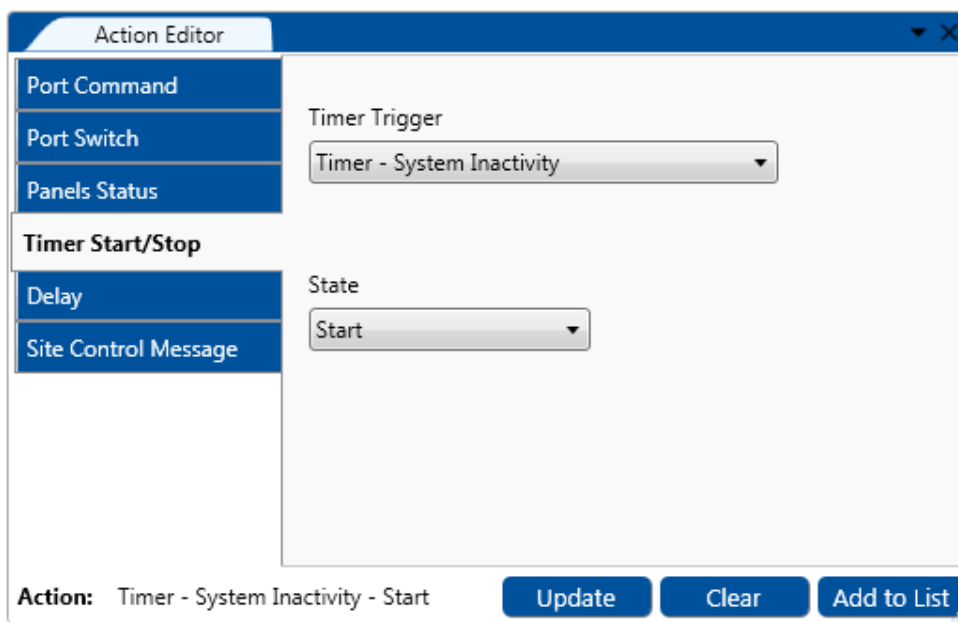 Action Editor
Port Command
Port Switch
Panels Status
Timer Start/Stop
Delay
Site Control Message
Timer Trigger
Timer - System Inactivity
State
Start
Action: Timer - System Inactivity - Start
Update
Clear
Add to List